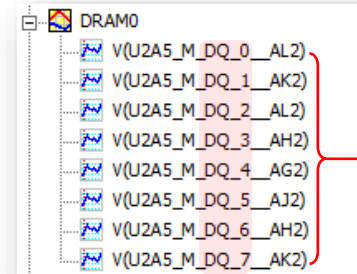 DRAM0
V(U2A5_M_DQ_0__AL2)
V(U2A5_M_DQ_1__AK2)
V(U2A5_M_DQ_2__AL2)
V(U2A5_M_DQ_3__AH2)
V(U2A5_M_DQ_4__AG2)
V(U2A5_M_DQ_5__AJ2)
V(U2A5_M_DQ_6__AH2)
V(U2A5_M_DQ_7__AK2)